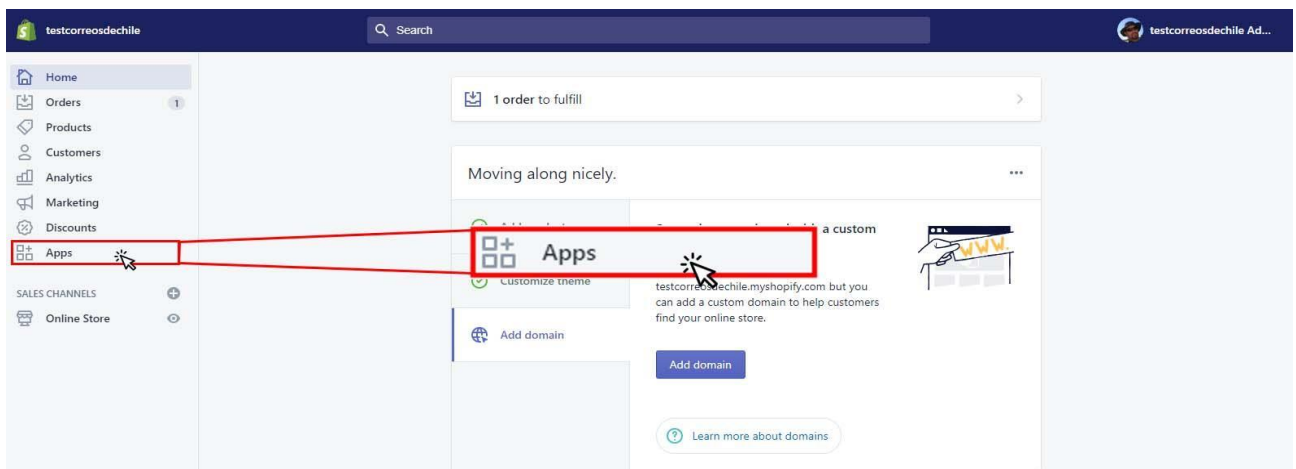 testcorreosdechile
Search
testcorreosdechile Ad...
Home
Orders 1
Products
Customers
Analytics
Marketing
Discounts
Apps
SALES CHANNELS
Online Store
1 order to fulfill
Moving along nicely.
Apps
Customize theme
Add domain
a custom
testcorreosdechile.myshopify.com but you
can add a custom domain to help customers
find your online store.
Add domain
Learn more about domains
WWW.